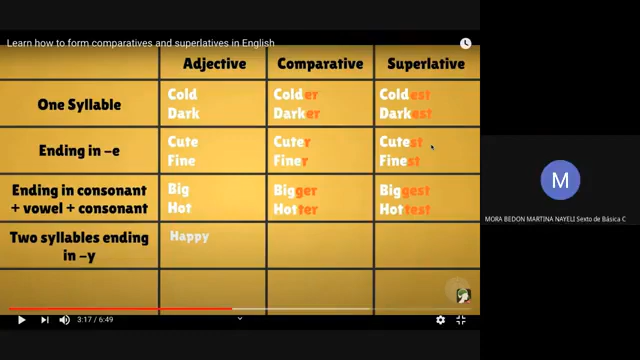 Learn how to form comparatives and superlatives in English
Adjective Comparative Superlative
One Syllable
Cold Colder Coldest
Dark Darker Darkest
Ending in -e
Cute Cuter Cutest
Fine Finer Finest
Ending in consonant
+ vowel + consonant
Big Bigger Biggest
Hot Hotter Hottest
Two syllables ending
in -y
Happy
M
MORA BEDON MARTINA NAYELI Sexto de Básica C
3:17 / 6:49